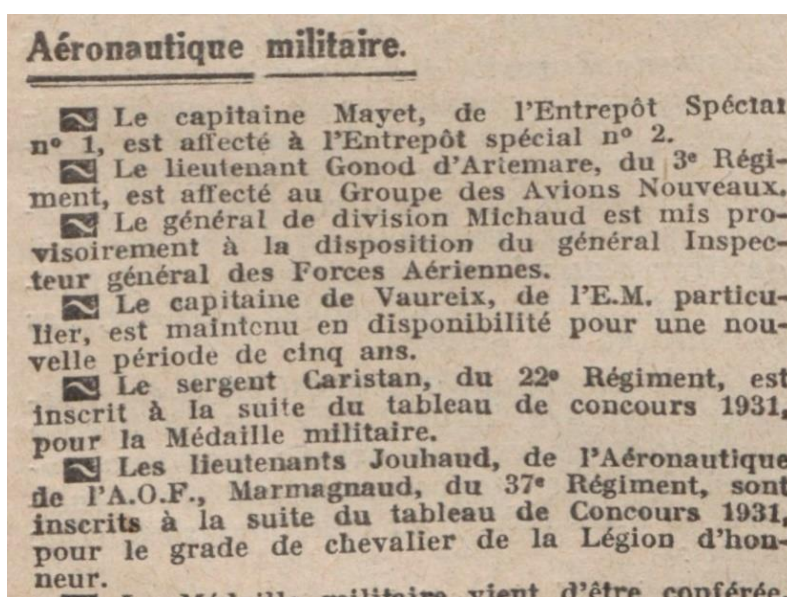 Aéronautique militaire.
Le capitaine Mayet, de l'Entrepôt Spécial
n° 1, est affecté à l'Entrepôt spécial n° 2.
Le lieutenant Gonod d'Artemare, du 3e Régi-
ment, est affecté au Groupe des Avions Nouveaux.
Le général de division Michaud est mis pro-
visoirement à la disposition du général Inspec-
teur général des Forces Aériennes.
Le capitaine de Vaureix, de l'E.M. particu-
lier, est maintenu en disponibilité pour une nou-
velle période de cinq ans.
Le sergent Caristan, du 22e Régiment, est
inscrit à la suite du tableau de concours 1931,
pour la Médaille militaire.
Les lieutenants Jouhaud, de l'Aéronautique
de l'A.O.F., Marmagnaud, du 37e Régiment, sont
inscrits à la suite du tableau de Concours 1931,
pour le grade de chevalier de la Légion d'hon-
neur.
La Médaille militaire vient d'être conférée,